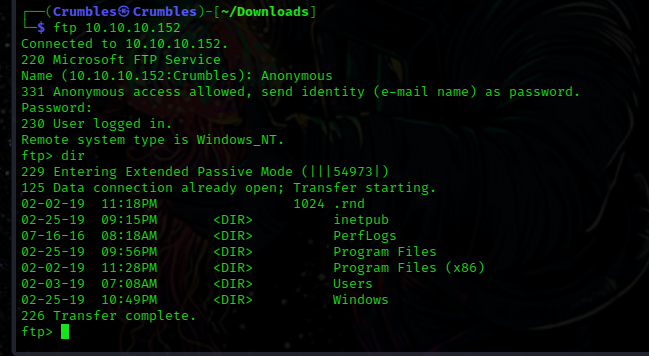 ┌──(Crumbles㉿Crumbles)-[~/Downloads]
└─$ ftp 10.10.10.152
Connected to 10.10.10.152.
220 Microsoft FTP Service
Name (10.10.10.152:Crumbles): Anonymous
331 Anonymous access allowed, send identity (e-mail name) as password.
Password:
230 User logged in.
Remote system type is Windows_NT.
ftp> dir
229 Entering Extended Passive Mode (|||54973|)
125 Data connection already open; Transfer starting.
02-02-19  11:18PM                 1024 .rnd
02-25-19  09:15PM       <DIR>          inetpub
07-16-16  08:18AM       <DIR>          PerfLogs
02-25-19  09:56PM       <DIR>          Program Files
02-02-19  11:28PM       <DIR>          Program Files (x86)
02-03-19  07:08AM       <DIR>          Users
02-25-19  10:49PM       <DIR>          Windows
226 Transfer complete.
ftp>